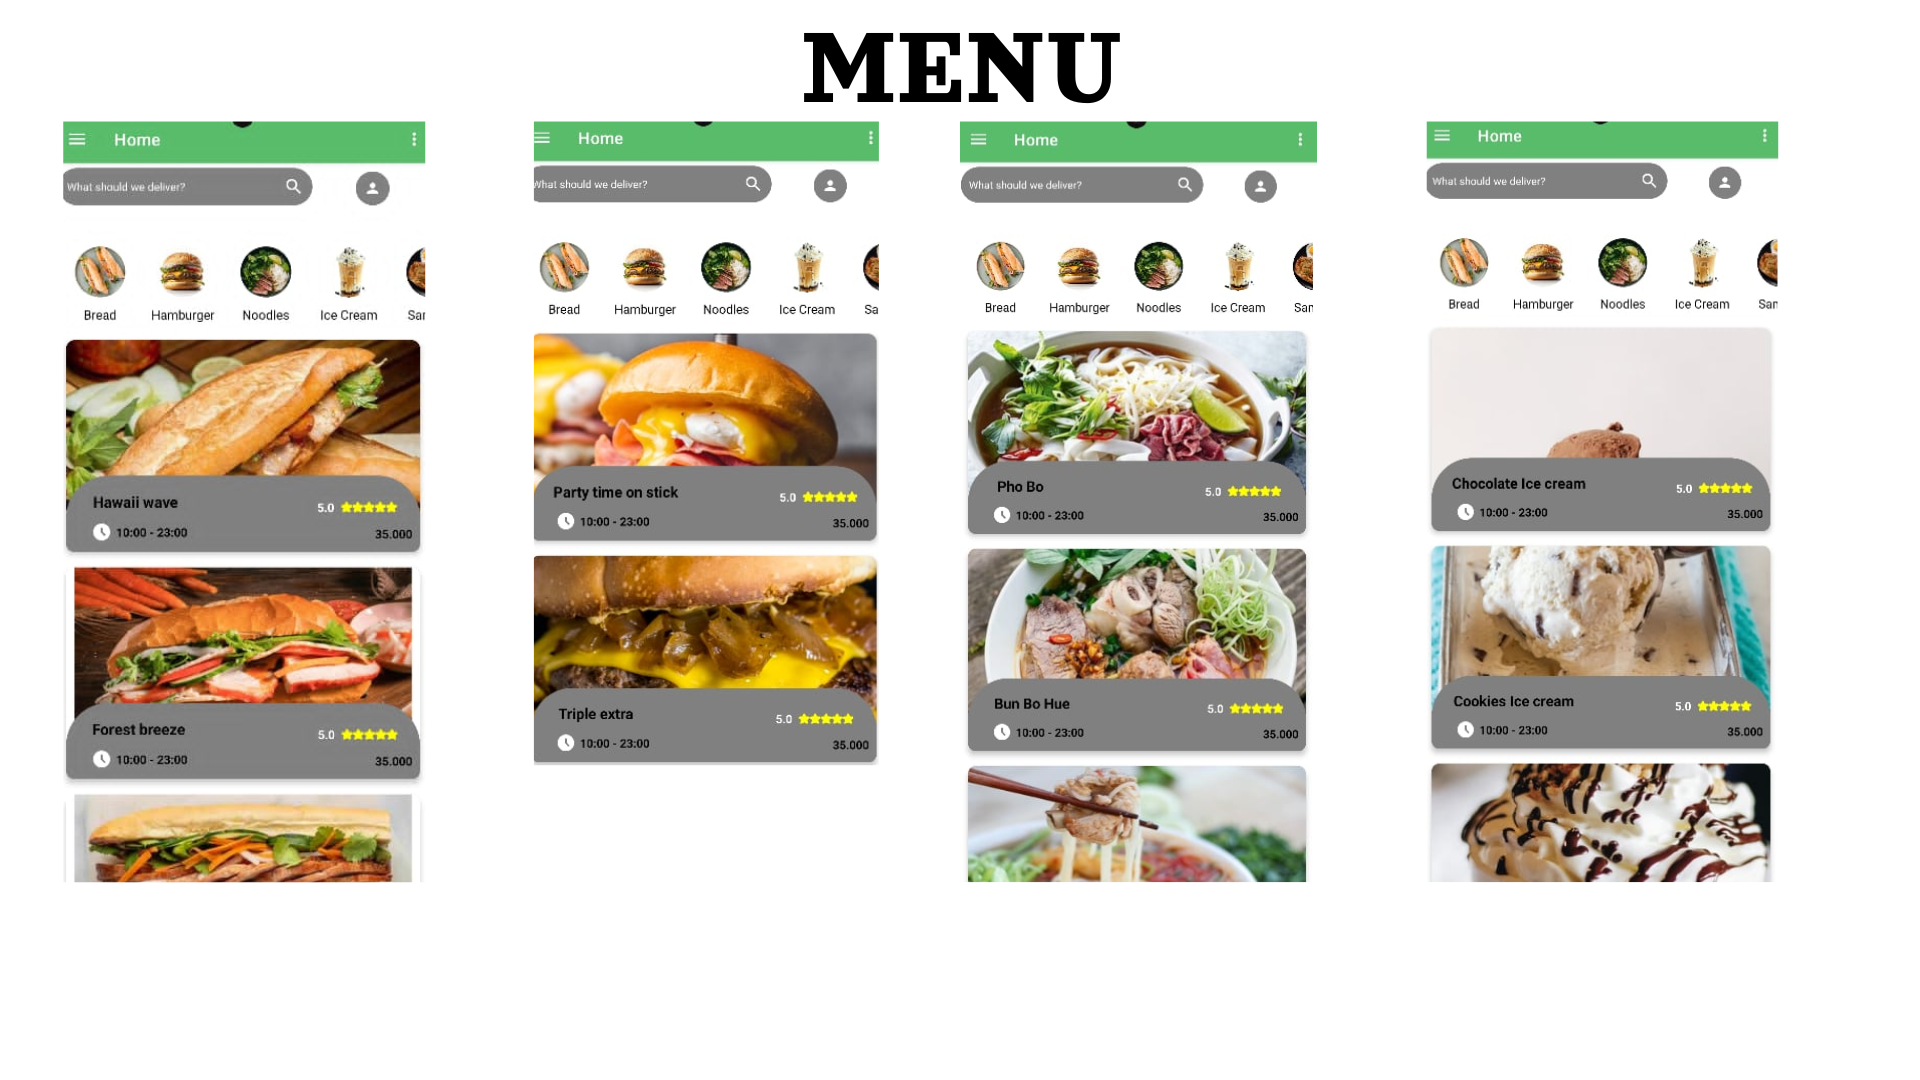 MENU
Home
What should we deliver?
Bread Hamburger Noodles Ice Cream Sar
Hawaii wave
5.0
10:00 - 23:00
35.000
Forest breeze
5.0
10:00 - 23:00
35.000
Home
What should we deliver?
Bread Hamburger Noodles Ice Cream Sa
Party time on stick
5.0
10:00 - 23:00
35.000
Triple extra
5.0
10:00 - 23:00
35.000
Home
What should we deliver?
Bread Hamburger Noodles Ice Cream San
Pho Bo
5.0
10:00 - 23:00
35.000
Bun Bo Hue
5.0
10:00 - 23:00
35.000
Home
What should we deliver?
Bread Hamburger Noodles Ice Cream San
Chocolate Ice cream
5.0
10:00 - 23:00
35.000
Cookies Ice cream
5.0
10:00 - 23:00
35.000